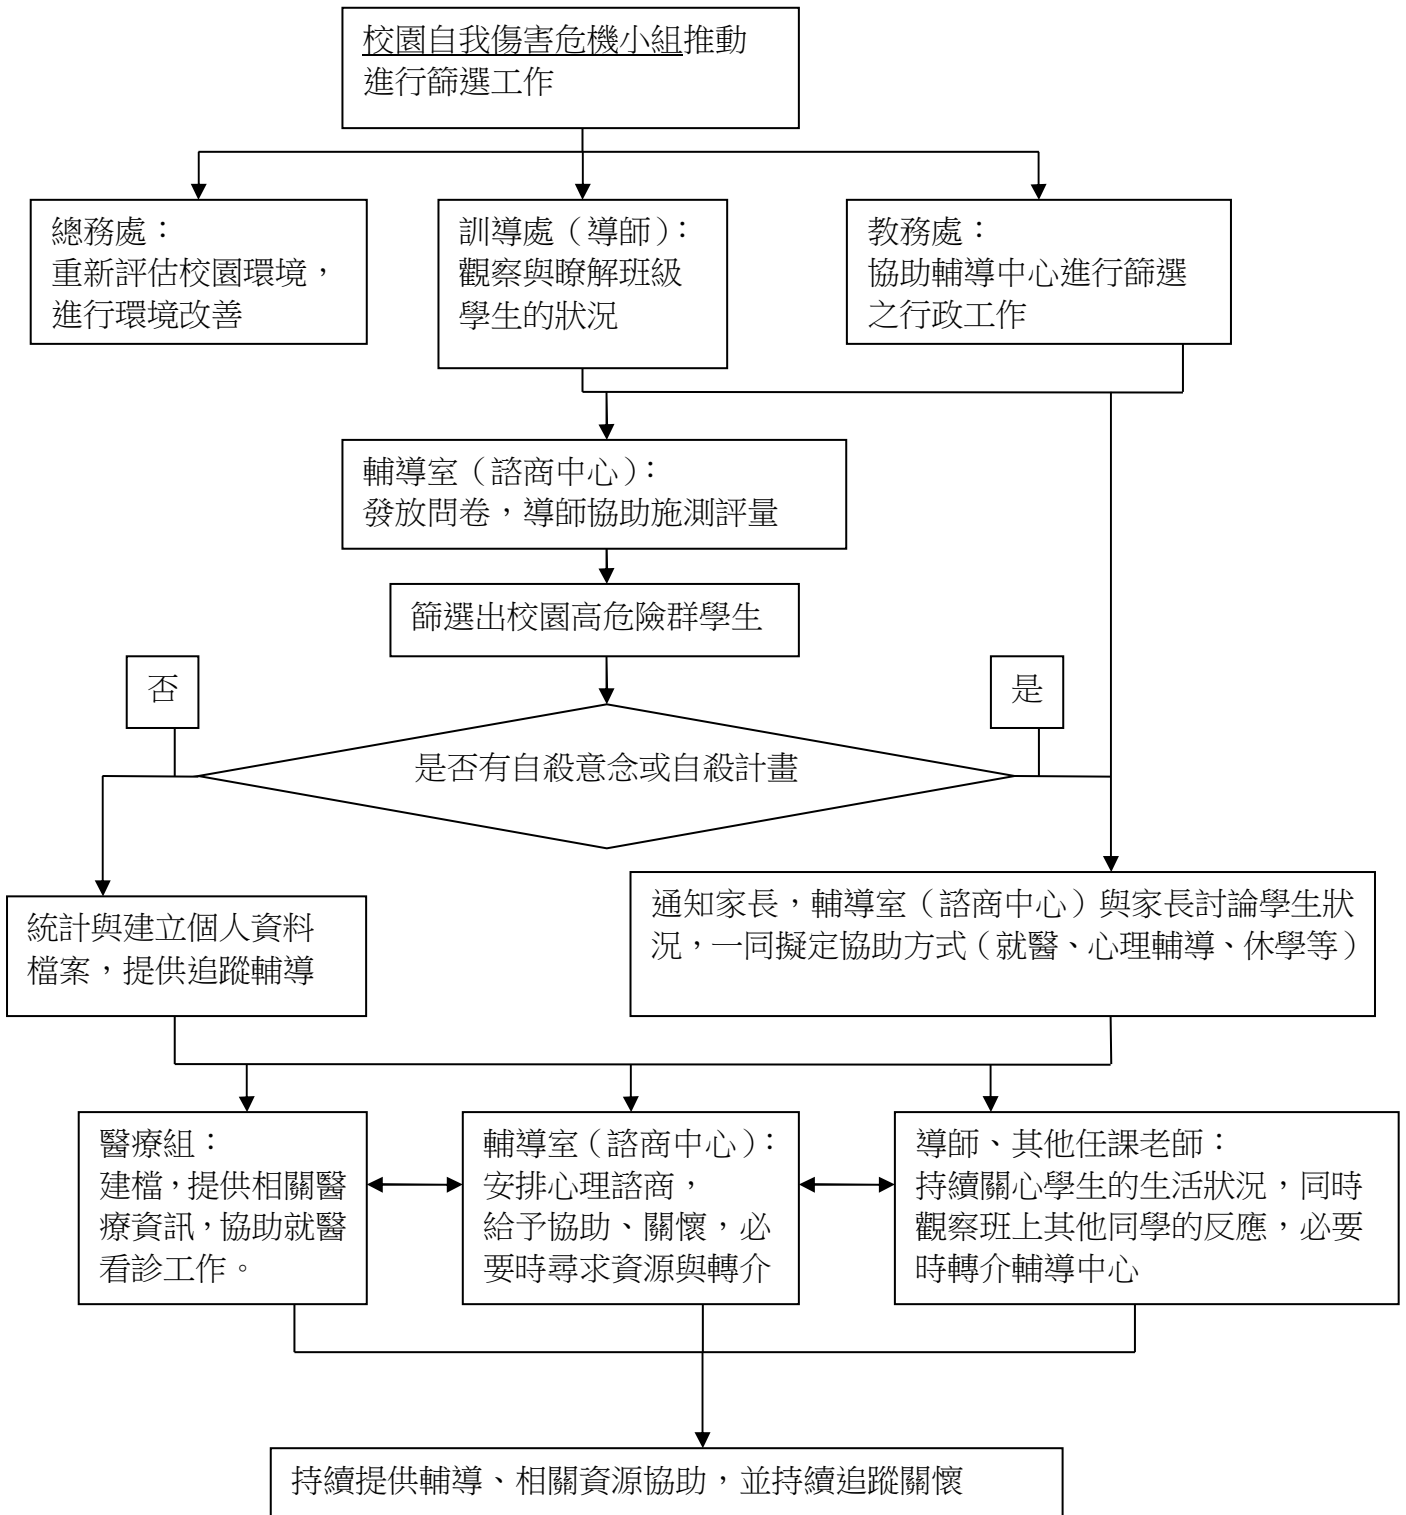 校園自我傷害危機小組推動
進行篩選工作
總務處：
重新評估校園環境，
進行環境改善
訓導處（導師）：
觀察與瞭解班級
學生的狀況
教務處：
協助輔導中心進行篩選
之行政工作
輔導室（諮商中心）：
發放問卷，導師協助施測評量
篩選出校園高危險群學生
否
是
是否有自殺意念或自殺計畫
統計與建立個人資料
檔案，提供追蹤輔導
通知家長，輔導室（諮商中心）與家長討論學生狀
況，一同擬定協助方式（就醫、心理輔導、休學等）
醫療組：
建檔，提供相關醫
療資訊，協助就醫
看診工作。
輔導室（諮商中心）：
安排心理諮商，
給予協助、關懷，必
要時尋求資源與轉介
導師、其他任課老師：
持續關心學生的生活狀況，同時
觀察班上其他同學的反應，必要
時轉介輔導中心
持續提供輔導、相關資源協助，並持續追蹤關懷